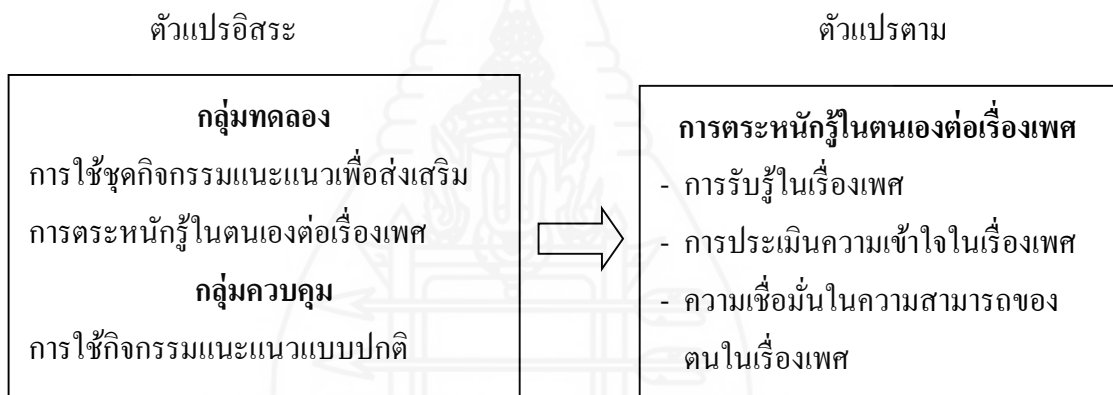 ตัวแปรอิสระ
กลุ่มทดลอง
การใช้ชุดกิจกรรมแนะแนวเพื่อส่งเสริม
การตระหนักรู้ในตนเองต่อเรื่องเพศ
กลุ่มควบคุม
การใช้กิจกรรมแนะแนวแบบปกติ
ตัวแปรตาม
การตระหนักรู้ในตนเองต่อเรื่องเพศ
- การรับรู้ในเรื่องเพศ
- การประเมินความเข้าใจในเรื่องเพศ
- ความเชื่อมั่นในความสามารถของ
ตนในเรื่องเพศ